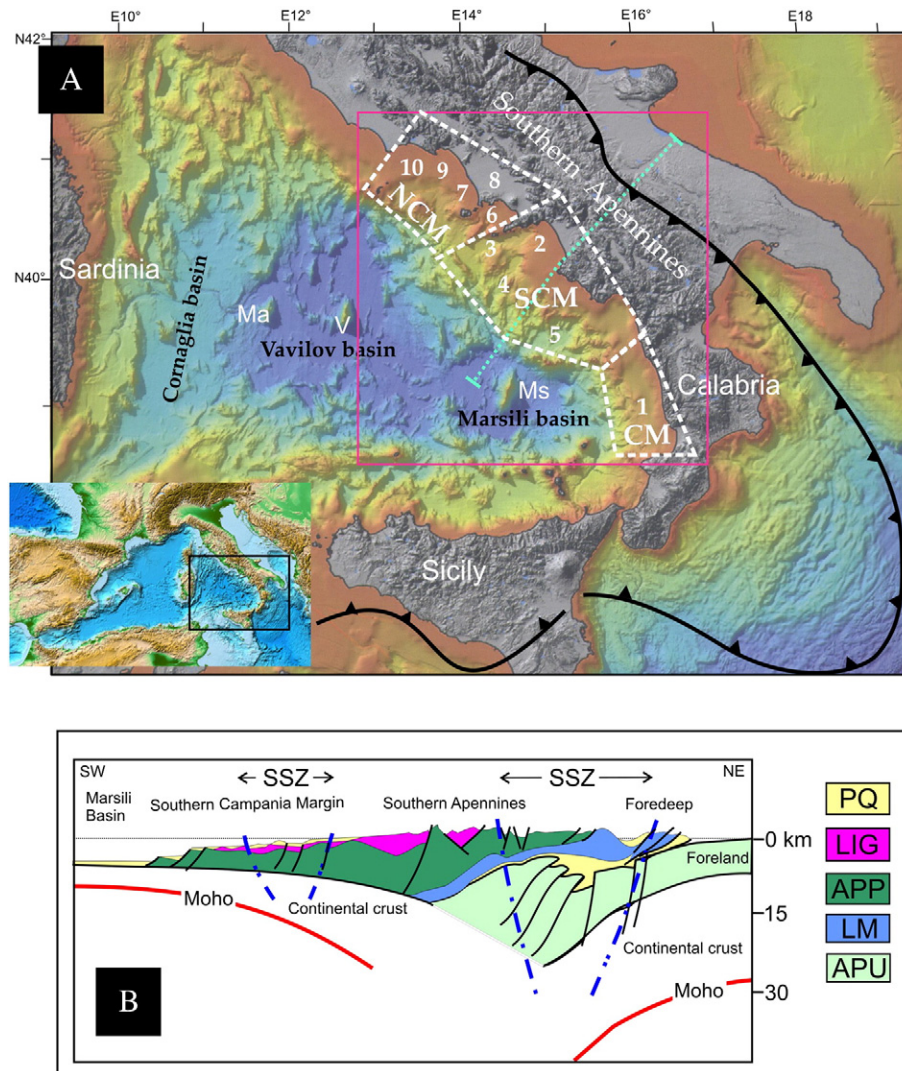 E10° E12° E14° E16° E18
N42°
A
Southern Apennines
10 9 8
7
NCM 6
3 2
N40°
Sardinia
4
SCM
Cornaglia basin
Ma V
5
Vavilov basin
Ms
Calabria
Marsili basin
1
CM
Sicily
SW ← SSZ → ← SSZ → NE
Marsili Basin
Southern Campania Margin
Southern Apennines
Foredeep
PQ
0 km
LIG
Foreland
APP
Moho
Continental crust
15
LM
Continental crust
APU
Moho
30
B